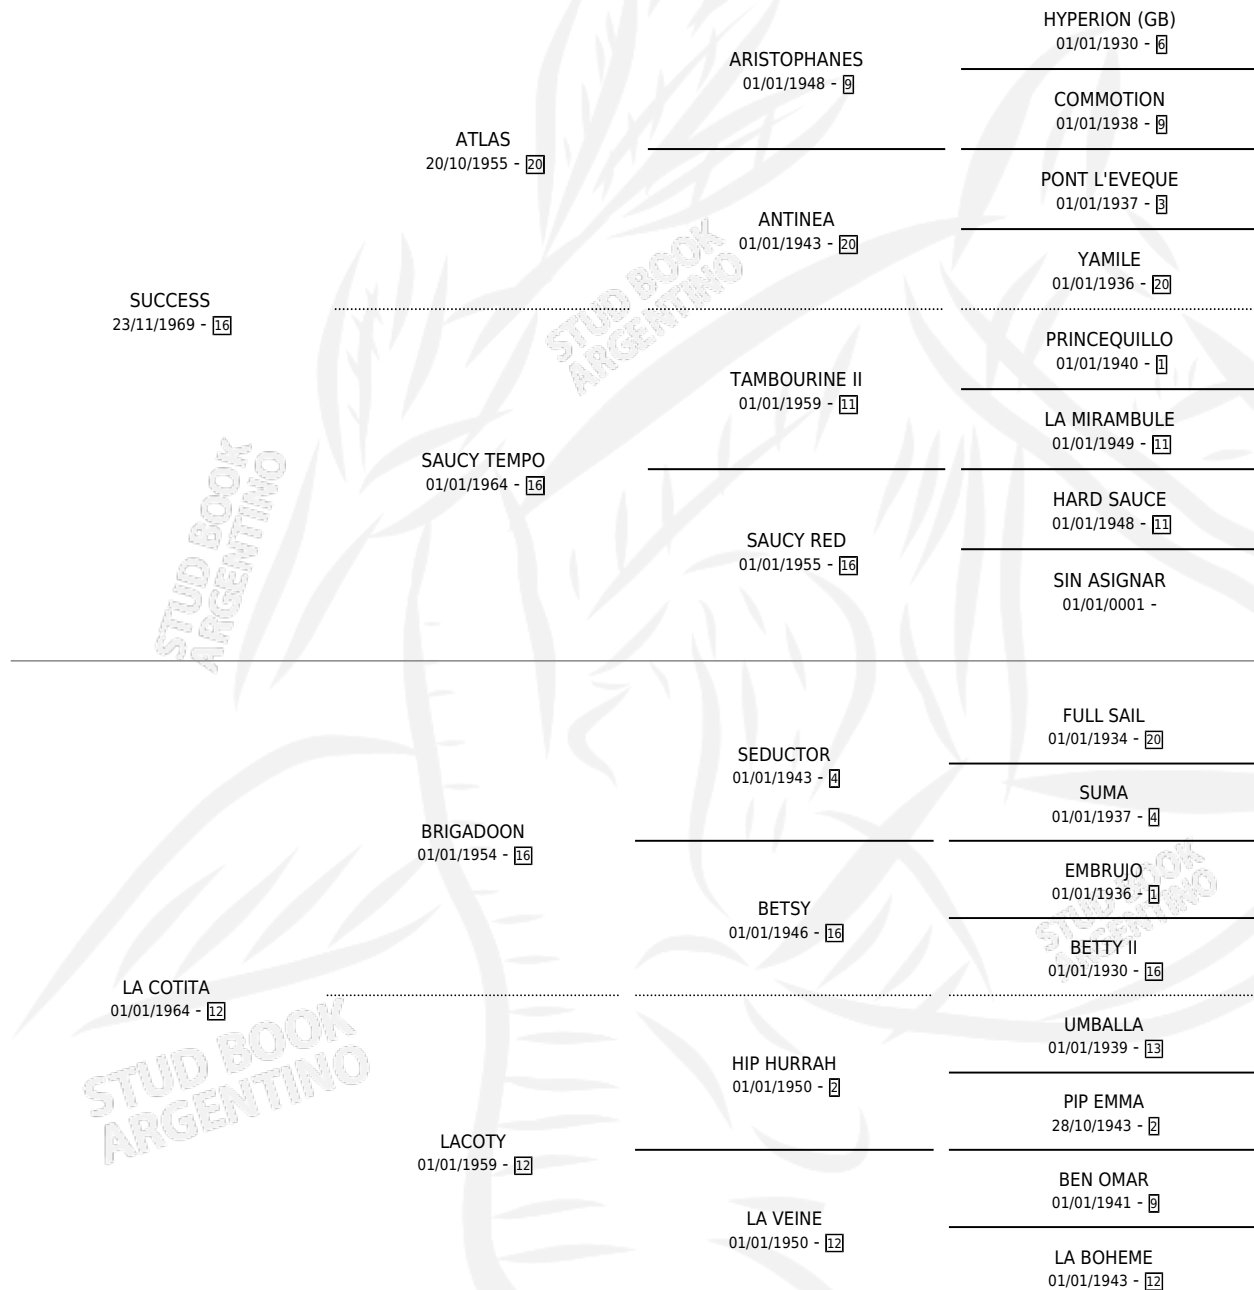 HYPERION (GB)
01/01/1930 - 6
ARISTOPHANES
01/01/1948 - 9
COMMOTION
01/01/1938 - 9
ATLAS
20/10/1955 - 20
PONT L'EVEQUE
01/01/1937 - 3
ANTINEA
01/01/1943 - 20
YAMILE
01/01/1936 - 20
SUCCESS
23/11/1969 - 16
PRINCEQUILLO
01/01/1940 - 1
TAMBOURINE II
01/01/1959 - 11
LA MIRAMBULE
01/01/1949 - 11
SAUCY TEMPO
01/01/1964 - 16
HARD SAUCE
01/01/1948 - 11
SAUCY RED
01/01/1955 - 16
SIN ASIGNAR
01/01/0001 -
STUD BOOK
ARGENTINO
STUD BOOK
ARGENTINO
FULL SAIL
01/01/1934 - 20
SEDUCTOR
01/01/1943 - 4
SUMA
01/01/1937 - 4
BRIGADOON
01/01/1954 - 16
EMBRUJO
01/01/1936 - 1
BETSY
01/01/1946 - 16
BETTY II
01/01/1930 - 16
LA COTITA
01/01/1964 - 12
UMBALLA
01/01/1939 - 13
HIP HURRAH
01/01/1950 - 2
PIP EMMA
28/10/1943 - 2
LACOTY
01/01/1959 - 12
BEN OMAR
01/01/1941 - 9
LA VEINE
01/01/1950 - 12
LA BOHEME
01/01/1943 - 12
STUD BOOK
ARGENTINO
STUD BOOK
ARGENTINO